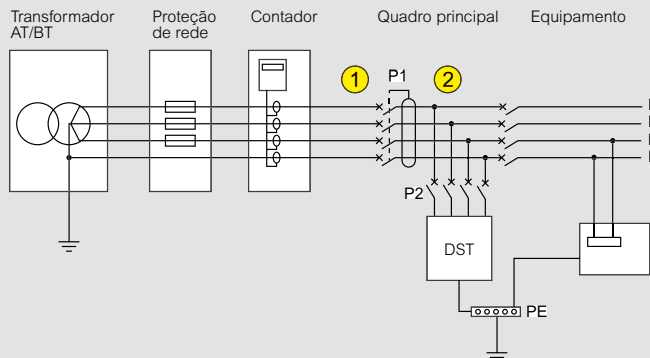 Transformador
AT/BT
Proteção
de rede
Contador
Quadro principal
Equipamento
1
P1
2
P2
DST
PE